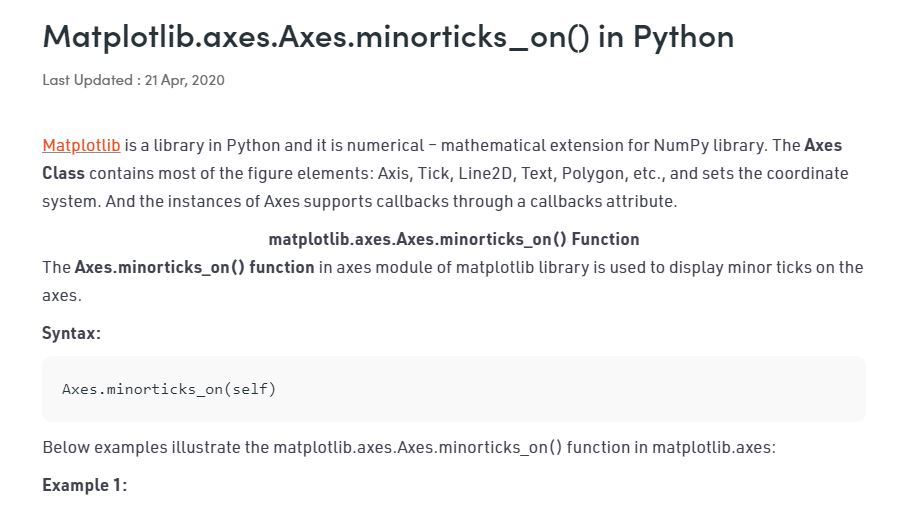 Matplotlib.axes.Axes.minorticks_on() in Python
Last Updated : 21 Apr, 2020
Matplotlib is a library in Python and it is numerical – mathematical extension for NumPy library. The Axes
Class contains most of the figure elements: Axis, Tick, Line2D, Text, Polygon, etc., and sets the coordinate
system. And the instances of Axes supports callbacks through a callbacks attribute.
matplotlib.axes.Axes.minorticks_on() Function
The Axes.minorticks_on() function in axes module of matplotlib library is used to display minor ticks on the
axes.
Syntax:
Axes.minorticks_on(self)
Below examples illustrate the matplotlib.axes.Axes.minorticks_on() function in matplotlib.axes:
Example 1: